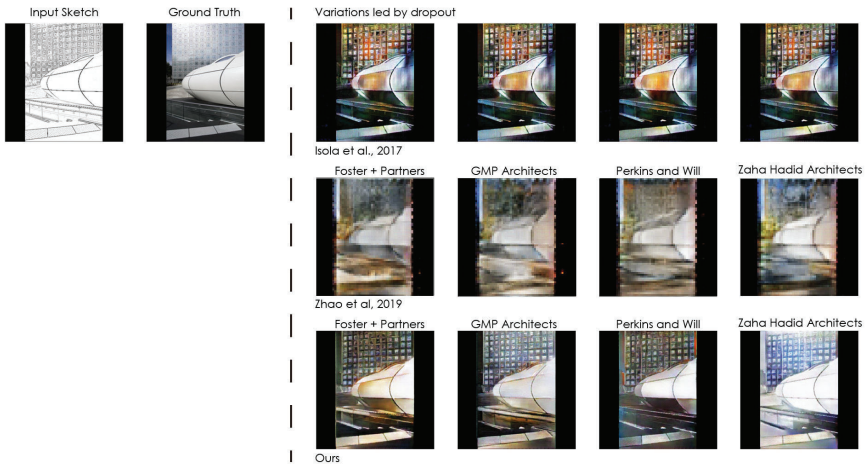 Input Sketch
Ground Truth
Variations led by dropout
Isola et al., 2017
Foster + Partners
GMP Architects
Perkins and Will
Zaha Hadid Architects
Zhao et al, 2019
Foster + Partners
GMP Architects
Perkins and Will
Zaha Hadid Architects
Ours